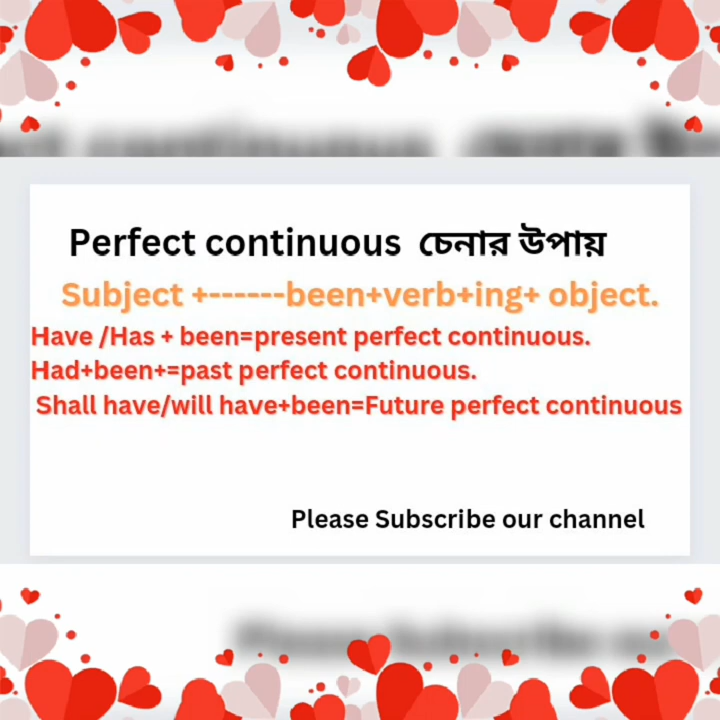 Perfect continuous চেনার উপায়
Subject +------been+verb+ing+ object.
Have /Has + been=present perfect continuous.
Had+been+=past perfect continuous.
Shall have/will have+been=Future perfect continuous
Please Subscribe our channel